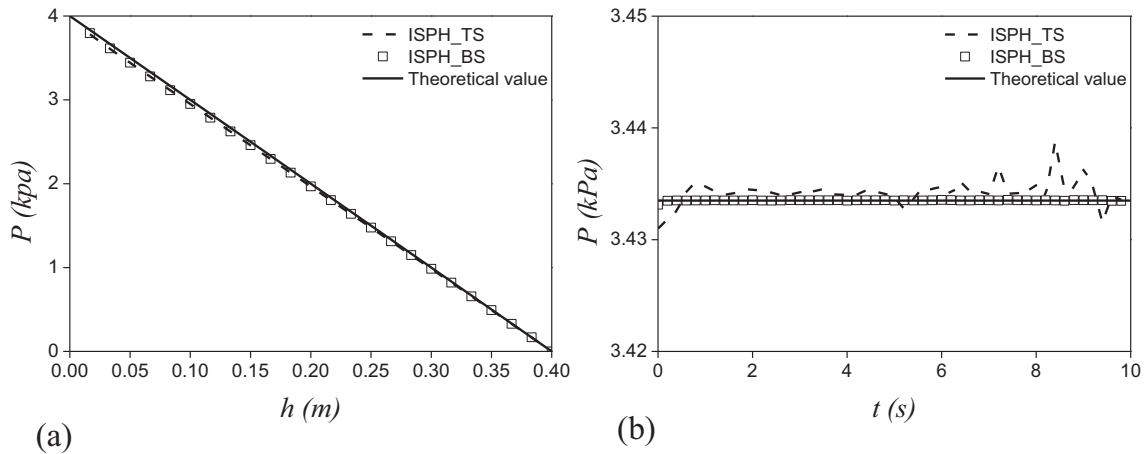 4
3
2
1
0
P (kpa)
0.00 0.05 0.10 0.15 0.20 0.25 0.30 0.35 0.40
h (m)
ISPH_TS
ISPH_BS
Theoretical value
(a)
3.45
3.44
3.43
3.42
P (kPa)
0 2 4 6 8 10
t (s)
ISPH_TS
ISPH_BS
Theoretical value
(b)